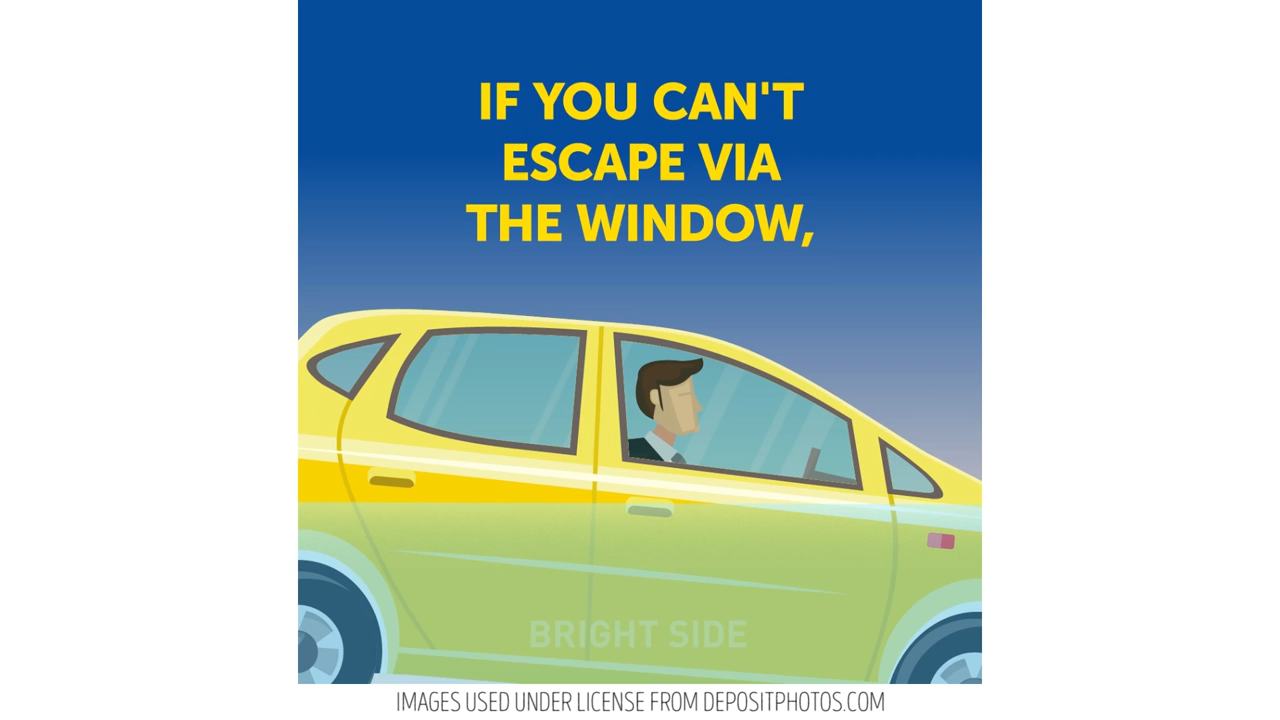 IF YOU CAN'T
ESCAPE VIA
THE WINDOW,
BRIGHT SIDE
IMAGES USED UNDER LICENSE FROM DEPOSITPHOTOS.COM